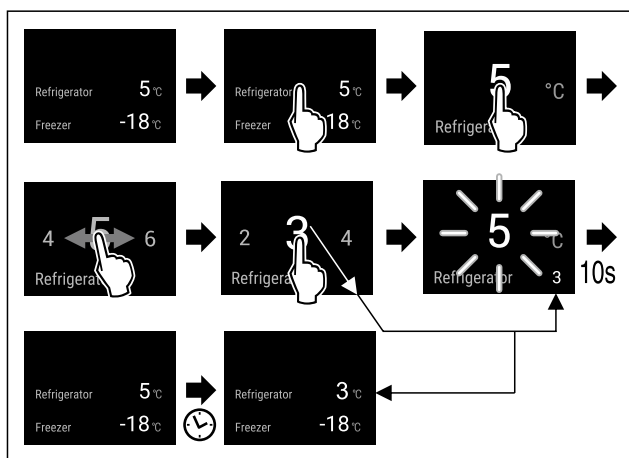 Refrigerator 5 °C
Freezer -18 °C
Refrigerator 5 °C
Freezer 18 °C
5 °C
Refrigera
4 5 6
Refrigerat
2 3 4
Refrigera
5 °C
Refrigerator 3
10s
Refrigerator 5 °C
Freezer -18 °C
Refrigerator 3 °C
Freezer -18 °C